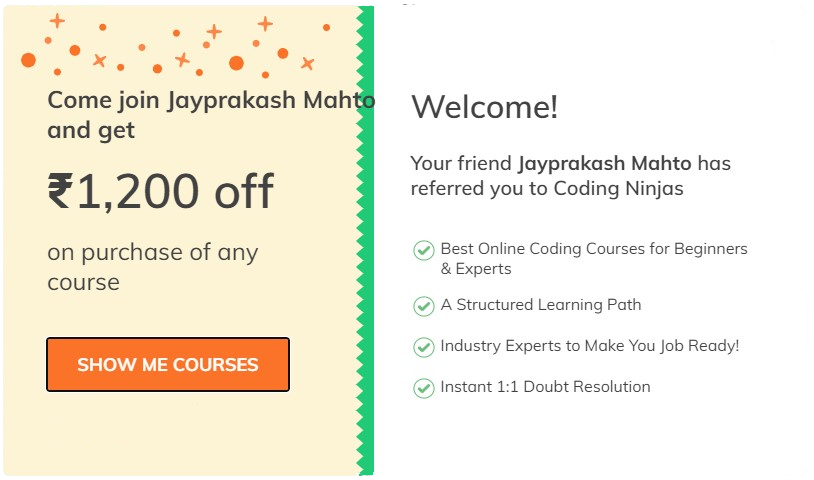 Come join Jayprakash Mahto
and get
₹1,200 off
on purchase of any
course
SHOW ME COURSES
Welcome!
Your friend Jayprakash Mahto has
referred you to Coding Ninjas
Best Online Coding Courses for Beginners
& Experts
A Structured Learning Path
Industry Experts to Make You Job Ready!
Instant 1:1 Doubt Resolution